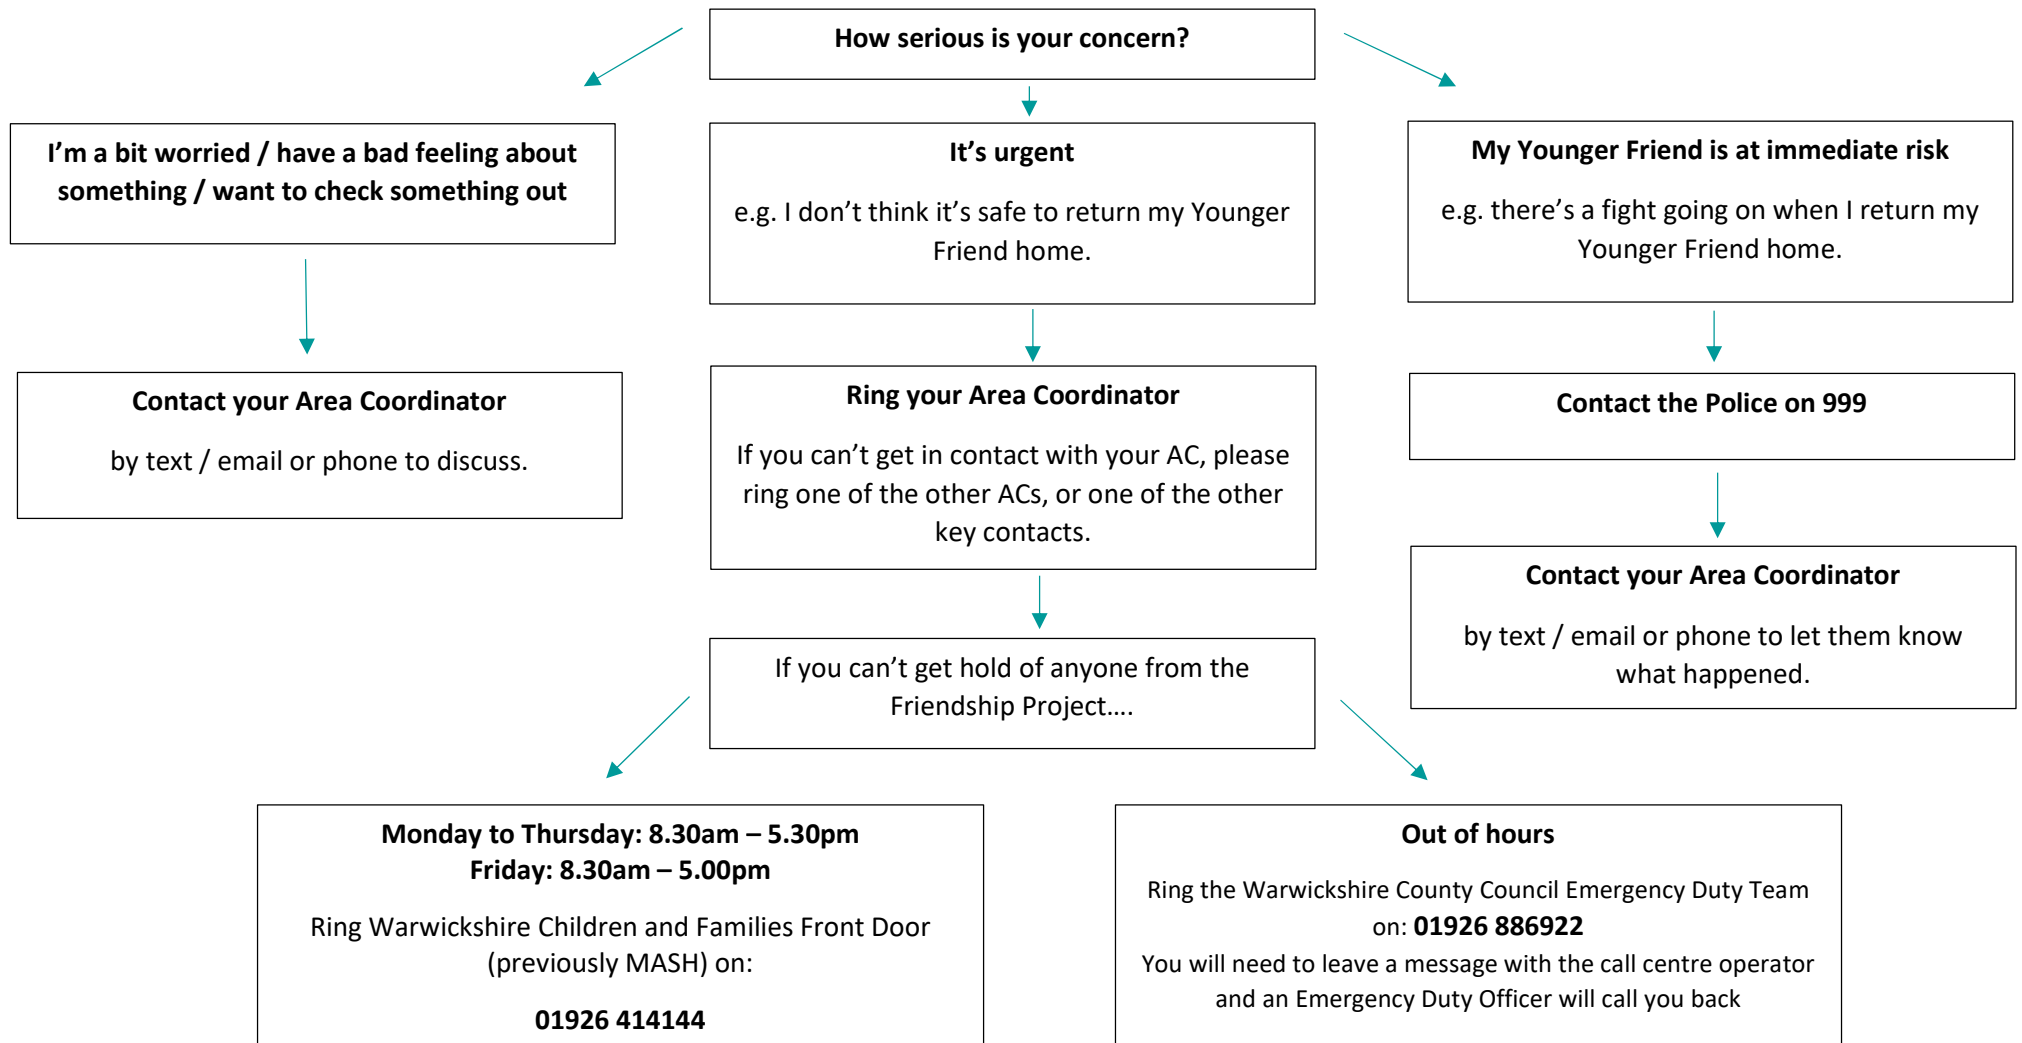 How serious is your concern?
I’m a bit worried / have a bad feeling about
something / want to check something out
It’s urgent
e.g. I don’t think it’s safe to return my Younger
Friend home.
My Younger Friend is at immediate risk
e.g. there’s a fight going on when I return my
Younger Friend home.
Contact your Area Coordinator
by text / email or phone to discuss.
Ring your Area Coordinator
If you can’t get in contact with your AC, please
ring one of the other ACs, or one of the other
key contacts.
Contact the Police on 999
Contact your Area Coordinator
by text / email or phone to let them know
what happened.
If you can’t get hold of anyone from the
Friendship Project….
Monday to Thursday: 8.30am – 5.30pm
Friday: 8.30am – 5.00pm
Ring Warwickshire Children and Families Front Door
(previously MASH) on:
01926 414144
Out of hours
Ring the Warwickshire County Council Emergency Duty Team
on: 01926 886922
You will need to leave a message with the call centre operator
and an Emergency Duty Officer will call you back